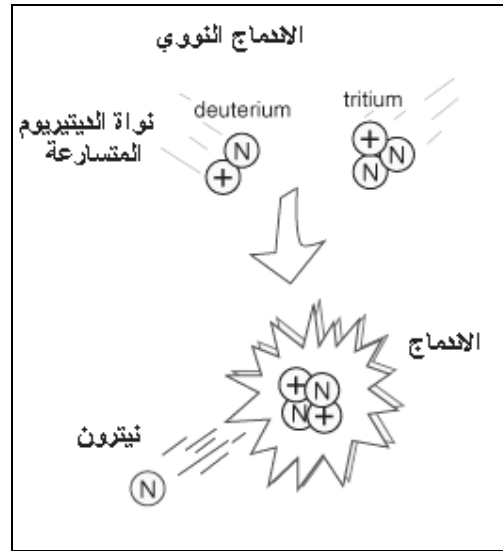 الاندماج النووي
deuterium
tritium
نواة الديتيريوم
المتسارعة
N
+
+
N
N
الاندماج
+
N
N
+
نيترون
N